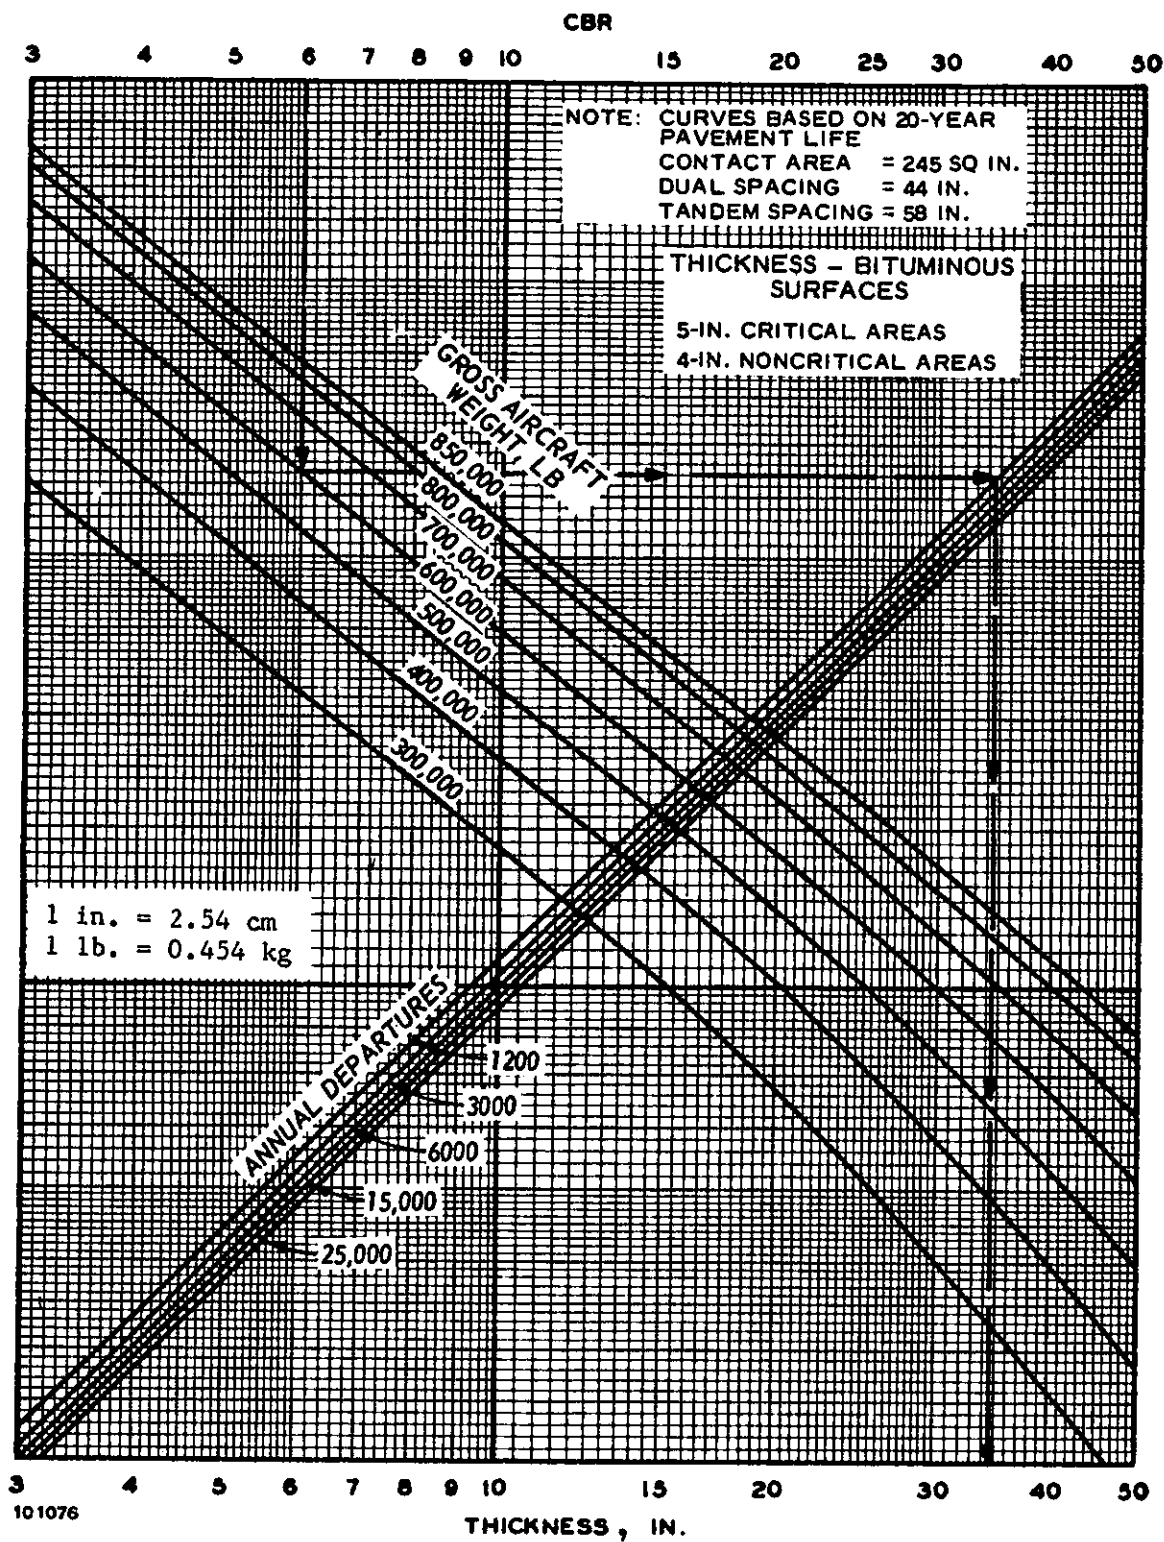 CBR
3 4 5 6 7 8 9 10 15 20 25 30 40 50
NOTE: CURVES BASED ON 20-YEAR
PAVEMENT LIFE
CONTACT AREA = 245 SQ IN.
DUAL SPACING = 44 IN.
TANDEM SPACING = 58 IN.
THICKNESS – BITUMINOUS
SURFACES
5-IN. CRITICAL AREAS
4-IN. NONCRITICAL AREAS
GROSS AIRCRAFT
WEIGHT, LB
850,000
800,000
700,000
600,000
500,000
400,000
300,000
1 in. = 2.54 cm
1 lb. = 0.454 kg
ANNUAL DEPARTURES
1200
3000
6000
15,000
25,000
3 4 5 6 7 8 9 10 15 20 30 40 50
101076
THICKNESS, IN.